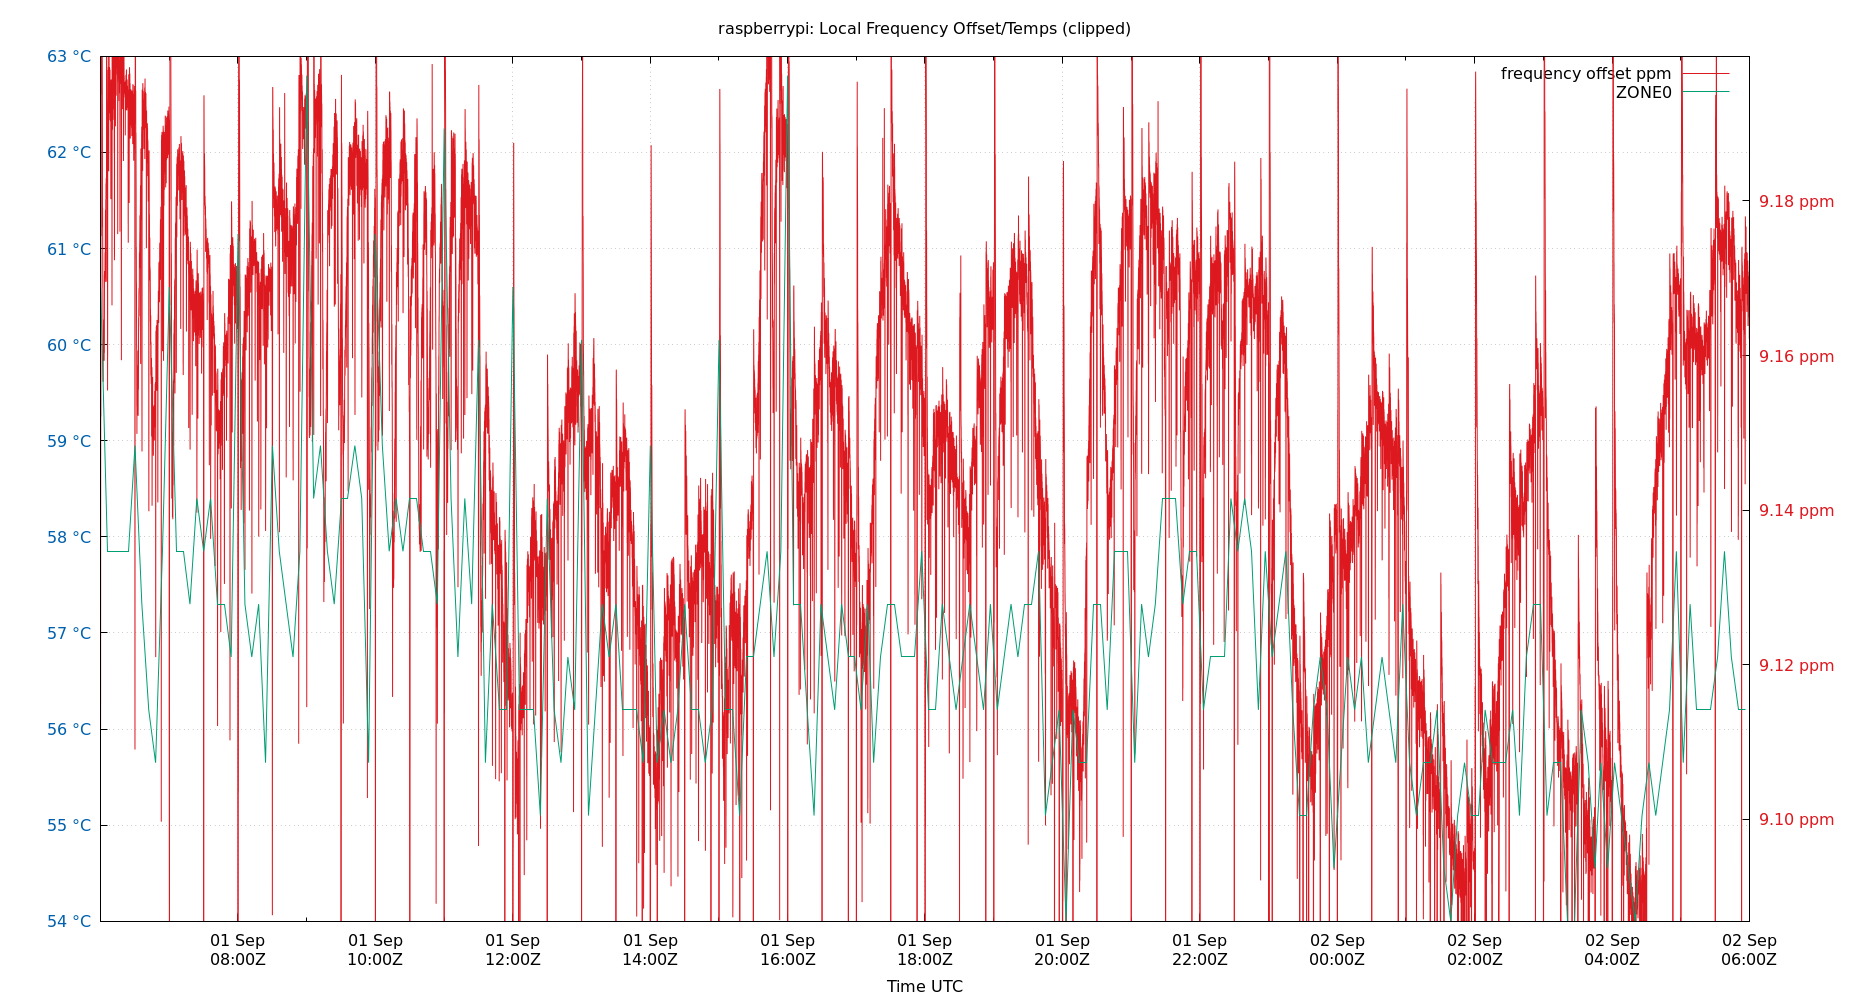 raspberrypi: Local Frequency Offset/Temps (clipped)
frequency offset ppm
ZONE0
63 °C
62 °C
61 °C
60 °C
59 °C
58 °C
57 °C
56 °C
55 °C
54 °C
9.18 ppm
9.16 ppm
9.14 ppm
9.12 ppm
9.10 ppm
01 Sep 01 Sep 01 Sep 01 Sep 01 Sep 01 Sep 01 Sep 01 Sep 02 Sep 02 Sep 02 Sep 02 Sep
08:00Z 10:00Z 12:00Z 14:00Z 16:00Z 18:00Z 20:00Z 22:00Z 00:00Z 02:00Z 04:00Z 06:00Z
Time UTC